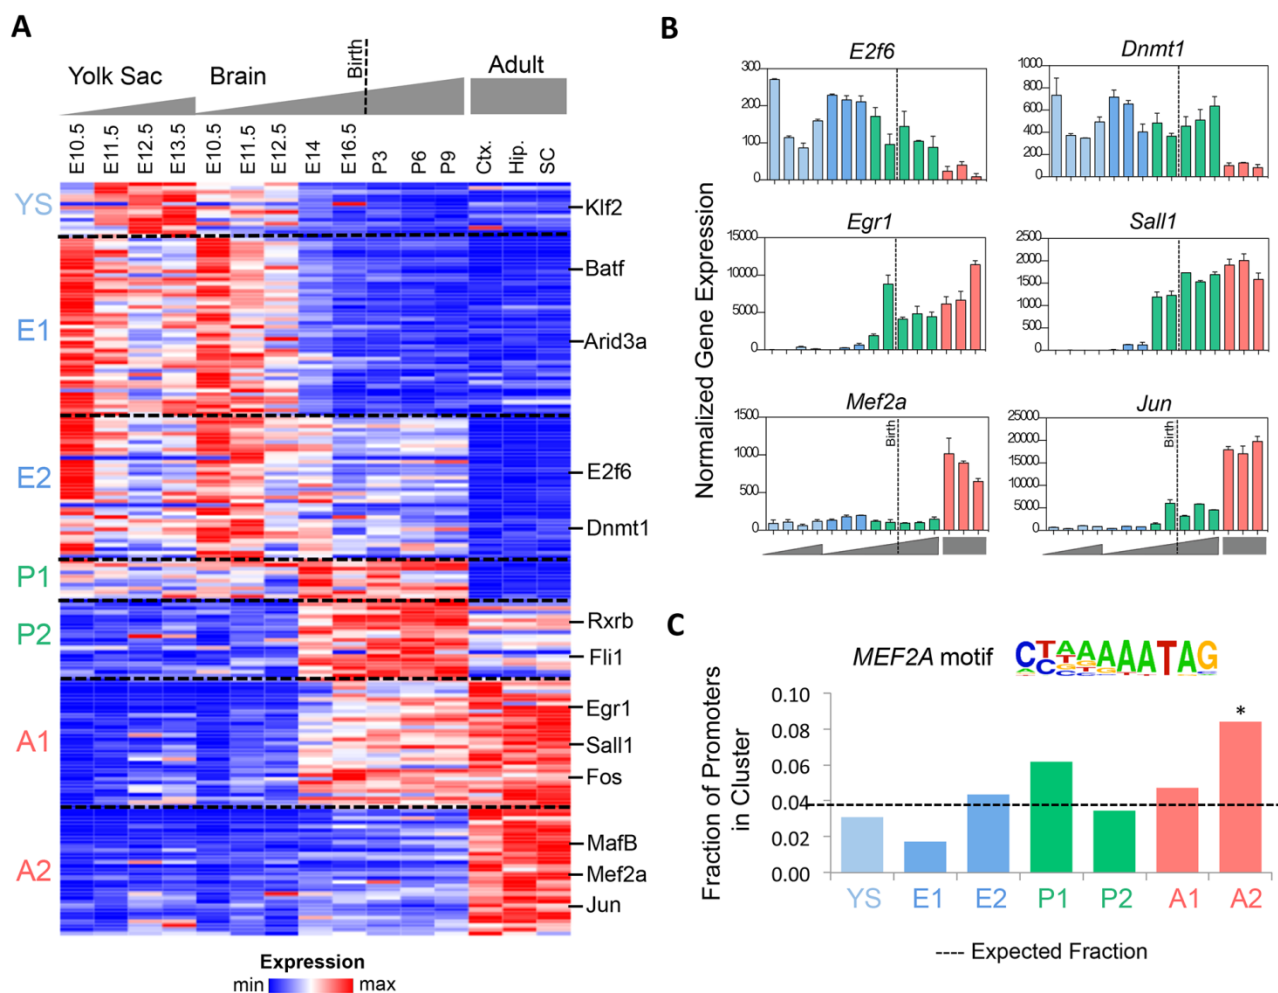 A
Yolk Sac
Brain
Birth
Adult
E10.5 E11.5 E12.5 E13.5 E10.5 E11.5 E12.5 E14 E16.5 P3 P6 P9 Ctx. Hip. SC
YS
E1
E2
P1
P2
A1
A2
Klf2
Batf
Arid3a
E2f6
Dnmt1
Rxrb
Fli1
Egr1
Sall1
Fos
MafB
Mef2a
Jun
Expression
min max
B
Normalized Gene Expression
E2f6
300
200
100
0
Dnmt1
1000
800
600
400
200
0
Egr1
15000
10000
5000
0
Sall1
2500
2000
1500
1000
500
0
Mef2a
1500
1000
500
0
Birth
Jun
25000
20000
15000
10000
5000
0
Birth
C
MEF2A motif
CTAAAAATAG
Fraction of Promoters
in Cluster
0.10
0.08
0.06
0.04
0.02
0.00
*
YS E1 E2 P1 P2 A1 A2
---- Expected Fraction